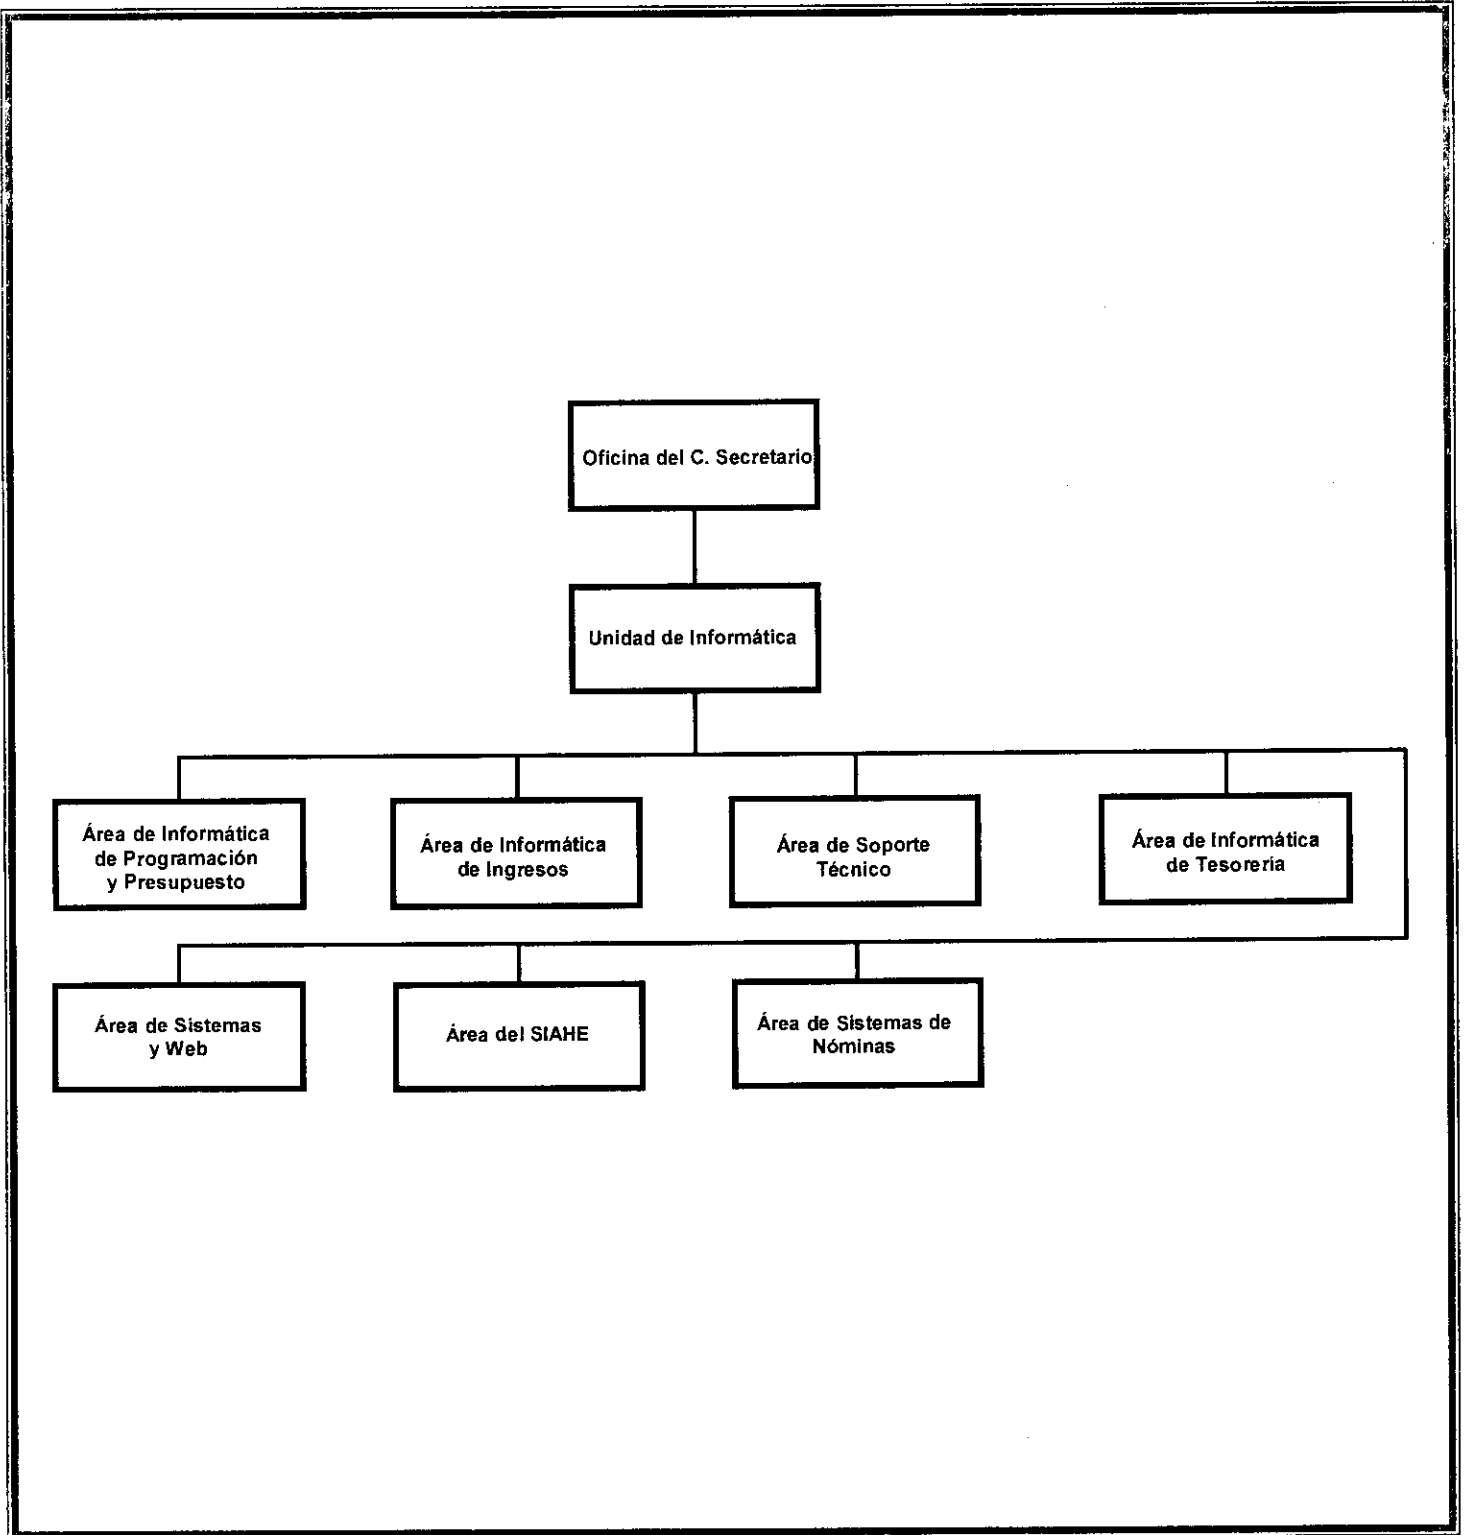 Oficina del C. Secretario
Unidad de Informática
Área de Informática
de Programación
y Presupuesto
Área de Informática
de Ingresos
Área de Soporte
Técnico
Área de Informática
de Tesorería
Área de Sistemas
y Web
Área del SIAHE
Área de Sistemas de
Nóminas